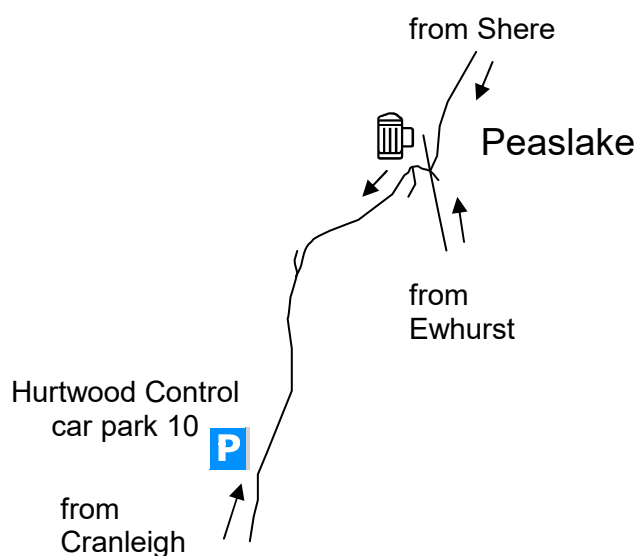 from Shere
Peaslake
from
Ewhurst
Hurtwood Control
car park 10
P
from
Cranleigh